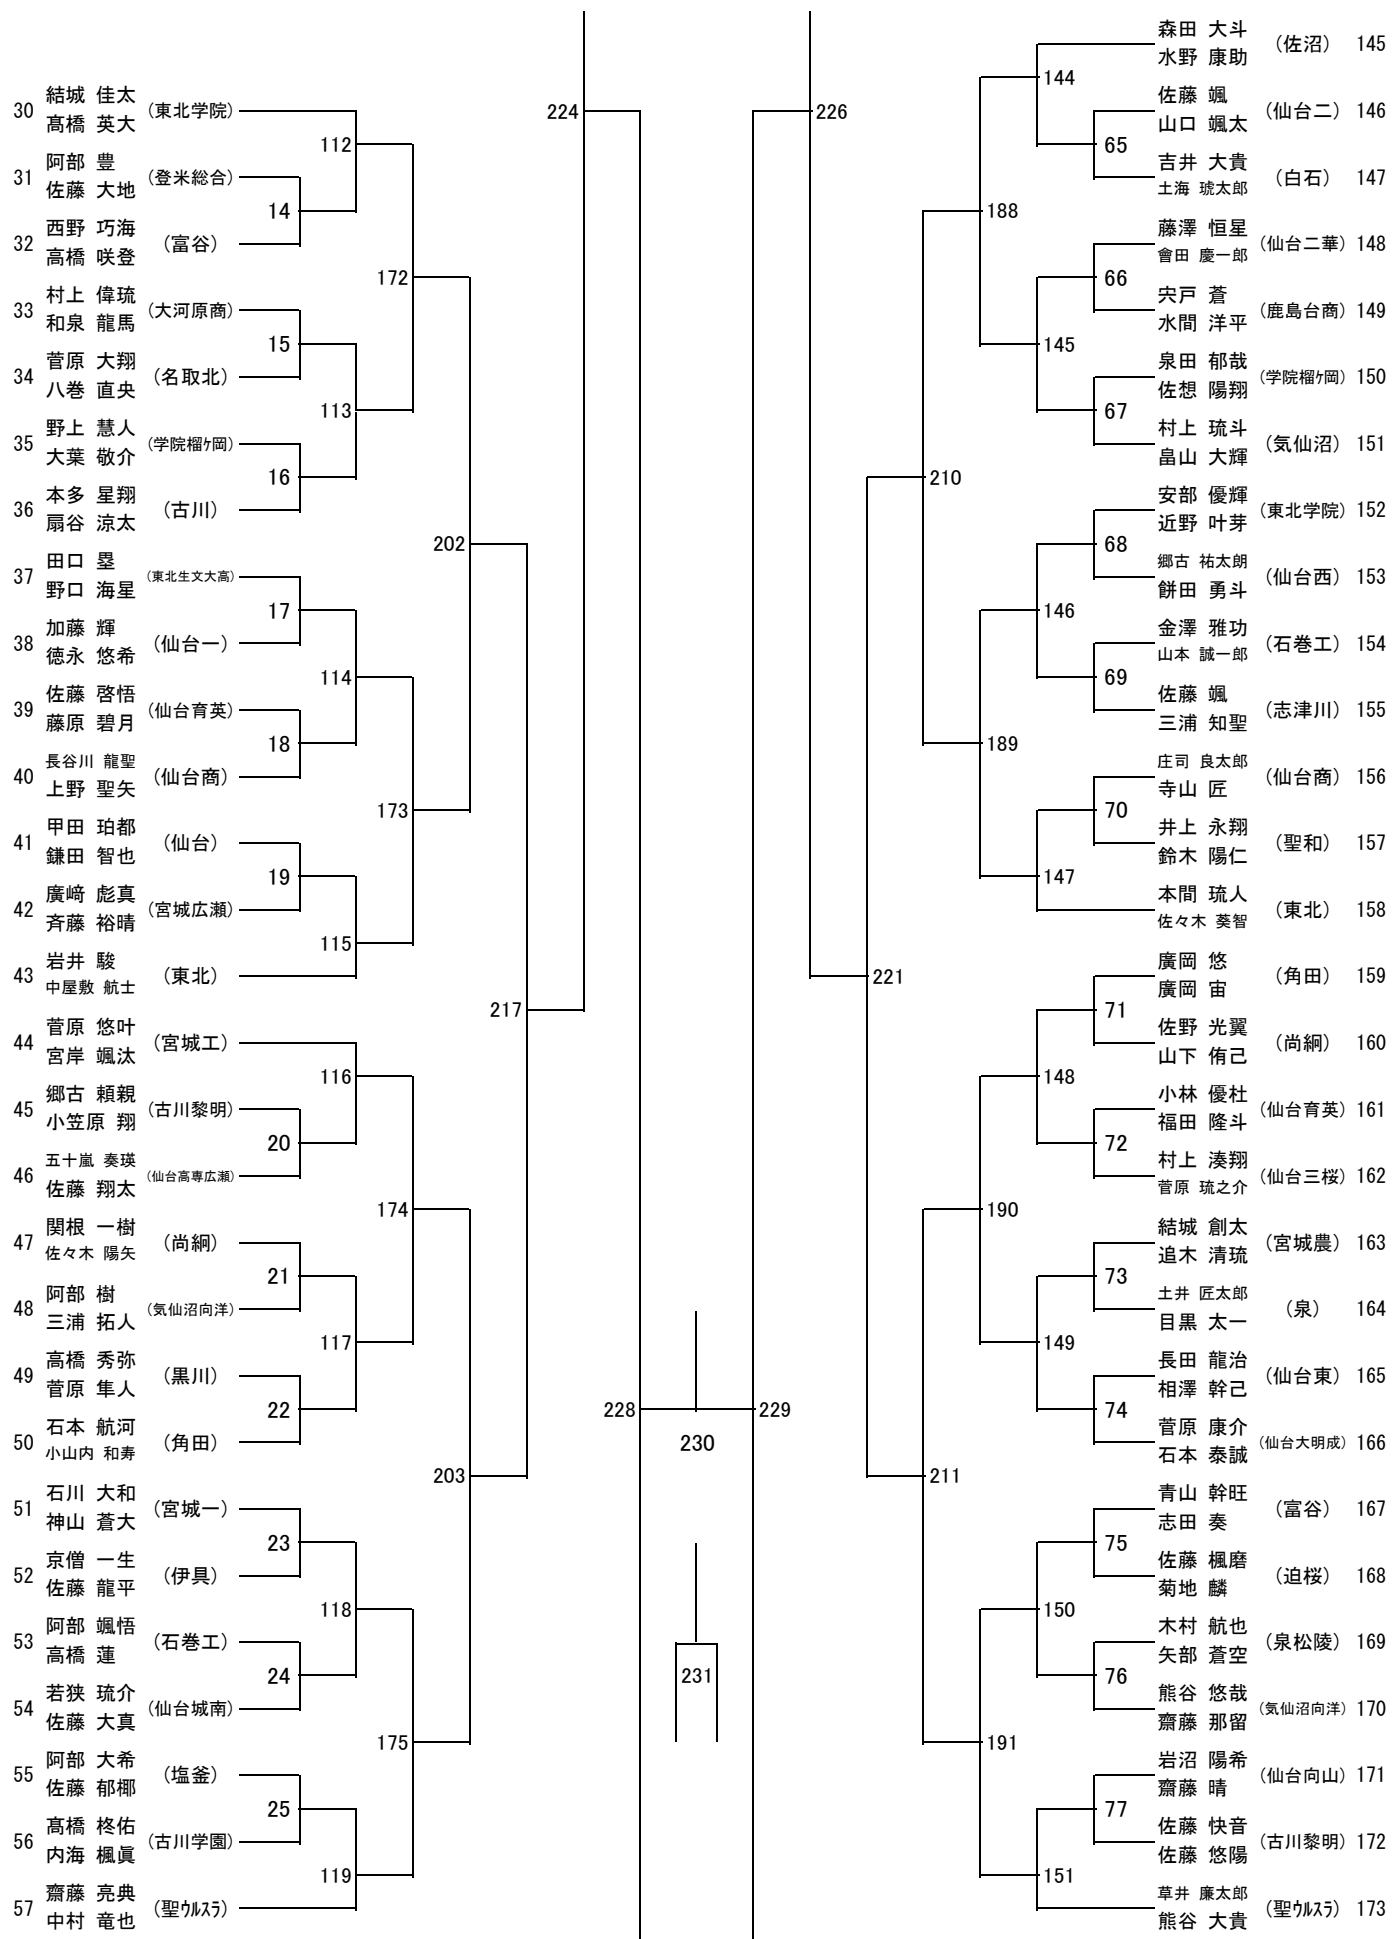 30 結城 佳太 (東北学院)
髙橋 英大
31 阿部 豊 (登米総合)
佐藤 大地
32 西野 巧海 (富谷)
高橋 咲登
33 村上 偉琉 (大河原商)
和泉 龍馬
34 菅原 大翔 (名取北)
八巻 直央
35 野上 慧人 (学院榴ケ岡)
大葉 敬介
36 本多 星翔 (古川)
扇谷 涼太
37 田口 塁 (東北生文大高)
野口 海星
38 加藤 輝 (仙台一)
徳永 悠希
39 佐藤 啓悟 (仙台育英)
藤原 碧月
40 長谷川 龍聖 (仙台商)
上野 聖矢
41 甲田 珀都 (仙台)
鎌田 智也
42 廣﨑 彪真 (宮城広瀬)
斉藤 裕晴
43 岩井 駿 (東北)
中屋敷 航士
44 菅原 悠叶 (宮城工)
宮岸 颯汰
45 郷古 頼親 (古川黎明)
小笠原 翔
46 五十嵐 奏瑛 (仙台高専広瀬)
佐藤 翔太
47 関根 一樹 (尚絅)
佐々木 陽矢
48 阿部 樹 (気仙沼向洋)
三浦 拓人
49 高橋 秀弥 (黒川)
菅原 隼人
50 石本 航河 (角田)
小山内 和寿
51 石川 大和 (宮城一)
神山 蒼大
52 京僧 一生 (伊具)
佐藤 龍平
53 阿部 颯悟 (石巻工)
高橋 蓮
54 若狭 琉介 (仙台城南)
佐藤 大真
55 阿部 大希 (塩釜)
佐藤 郁椰
56 髙橋 柊佑 (古川学園)
内海 楓眞
57 齋藤 亮典 (聖ウルスラ)
中村 竜也
14
15
16
17
18
19
20
21
22
23
24
25
112
113
114
115
116
117
118
119
172
173
174
175
202
203
217
224
228
230
231
229
226
221
210
211
188
189
190
191
144
145
146
147
148
149
150
151
65
66
67
68
69
70
71
72
73
74
75
76
77
森田 大斗 (佐沼) 145
水野 康助
佐藤 颯 (仙台二) 146
山口 颯太
吉井 大貴 (白石) 147
土海 琥太郎
藤澤 恒星 (仙台二華) 148
會田 慶一郎
宍戸 蒼 (鹿島台商) 149
水間 洋平
泉田 郁哉 (学院榴ケ岡) 150
佐想 陽翔
村上 琉斗 (気仙沼) 151
畠山 大輝
安部 優輝 (東北学院) 152
近野 叶芽
郷古 祐太朗 (仙台西) 153
餅田 勇斗
金澤 雅功 (石巻工) 154
山本 誠一郎
佐藤 颯 (志津川) 155
三浦 知聖
庄司 良太郎 (仙台商) 156
寺山 匠
井上 永翔 (聖和) 157
鈴木 陽仁
本間 琉人 (東北) 158
佐々木 葵智
廣岡 悠 (角田) 159
廣岡 宙
佐野 光翼 (尚絅) 160
山下 侑己
小林 優杜 (仙台育英) 161
福田 隆斗
村上 湊翔 (仙台三桜) 162
菅原 琉之介
結城 創太 (宮城農) 163
追木 清琉
土井 匠太郎 (泉) 164
目黒 太一
長田 龍治 (仙台東) 165
相澤 幹己
菅原 康介 (仙台大明成) 166
石本 泰誠
青山 幹旺 (富谷) 167
志田 奏
佐藤 楓磨 (迫桜) 168
菊地 麟
木村 航也 (泉松陵) 169
矢部 蒼空
熊谷 悠哉 (気仙沼向洋) 170
齋藤 那留
岩沼 陽希 (仙台向山) 171
齋藤 晴
佐藤 快音 (古川黎明) 172
佐藤 悠陽
草井 廉太郎 (聖ウルスラ) 173
熊谷 大貴